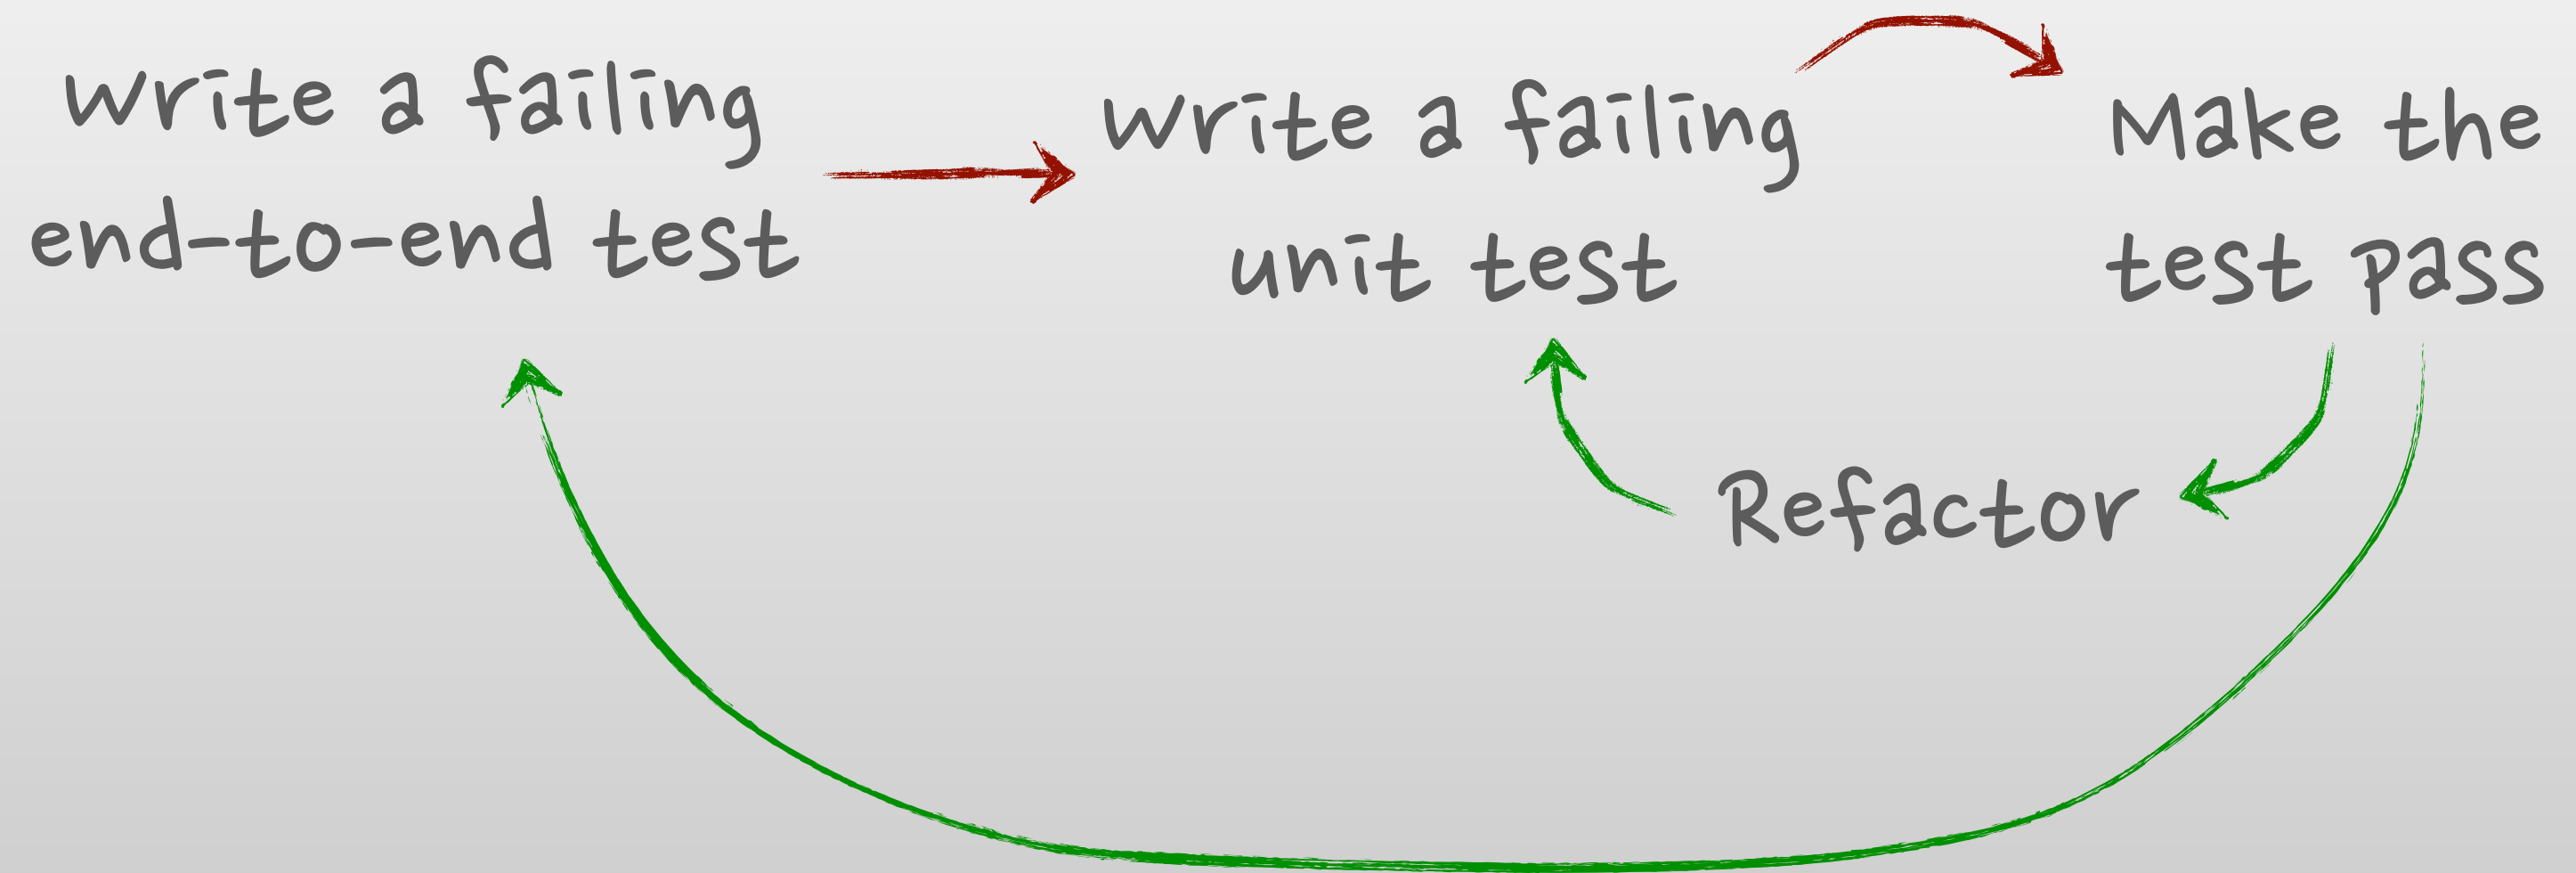 Write a failing
end-to-end test
Write a failing
unit test
Make the
test pass
Refactor